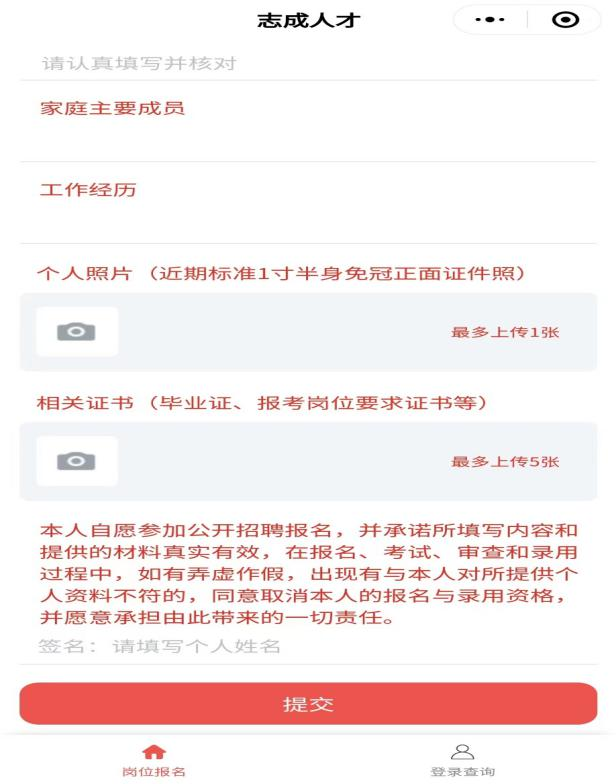 志成人才
请认真填写并核对
家庭主要成员
工作经历
个人照片（近期标准1寸半身免冠正面证件照）
最多上传1张
相关证书（毕业证、报考岗位要求证书等）
最多上传5张
本人自愿参加公开招聘报名，并承诺所填写内容和
提供的材料真实有效，在报名、考试、审查和录用
过程中，如有弄虚作假，出现有与本人对所提供个
人资料不符的，同意取消本人的报名与录用资格，
并愿意承担由此带来的一切责任。
签名：请填写个人姓名
提交
岗位报名
登录查询